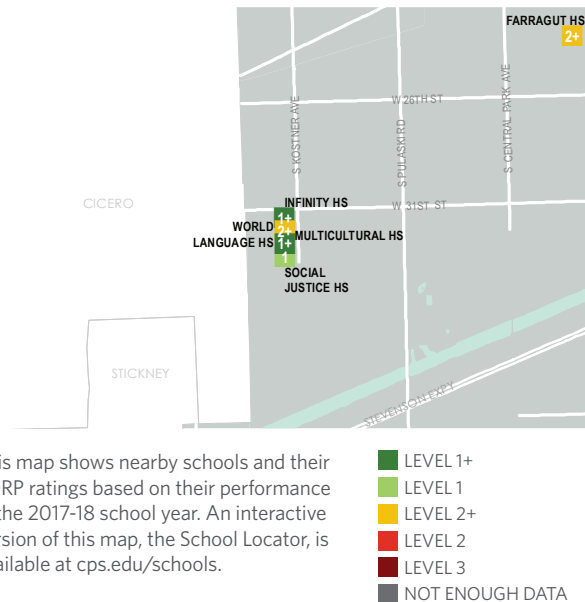 FARRAGUT HS
2+
W 26TH ST
S KOSTNER AVE
S PULASKI RD
S CENTRAL PARK AVE
CICERO
INFINITY HS
W 31ST ST
1+
WORLD
LANGUAGE HS
2+
MULTICULTURAL HS
1+
1
SOCIAL
JUSTICE HS
STICKNEY
STEVENSON EXPY
is map shows nearby schools and their
RP ratings based on their performance
the 2017-18 school year. An interactive
rsion of this map, the School Locator, is
ailable at cps.edu/schools.
LEVEL 1+
LEVEL 1
LEVEL 2+
LEVEL 2
LEVEL 3
NOT ENOUGH DATA